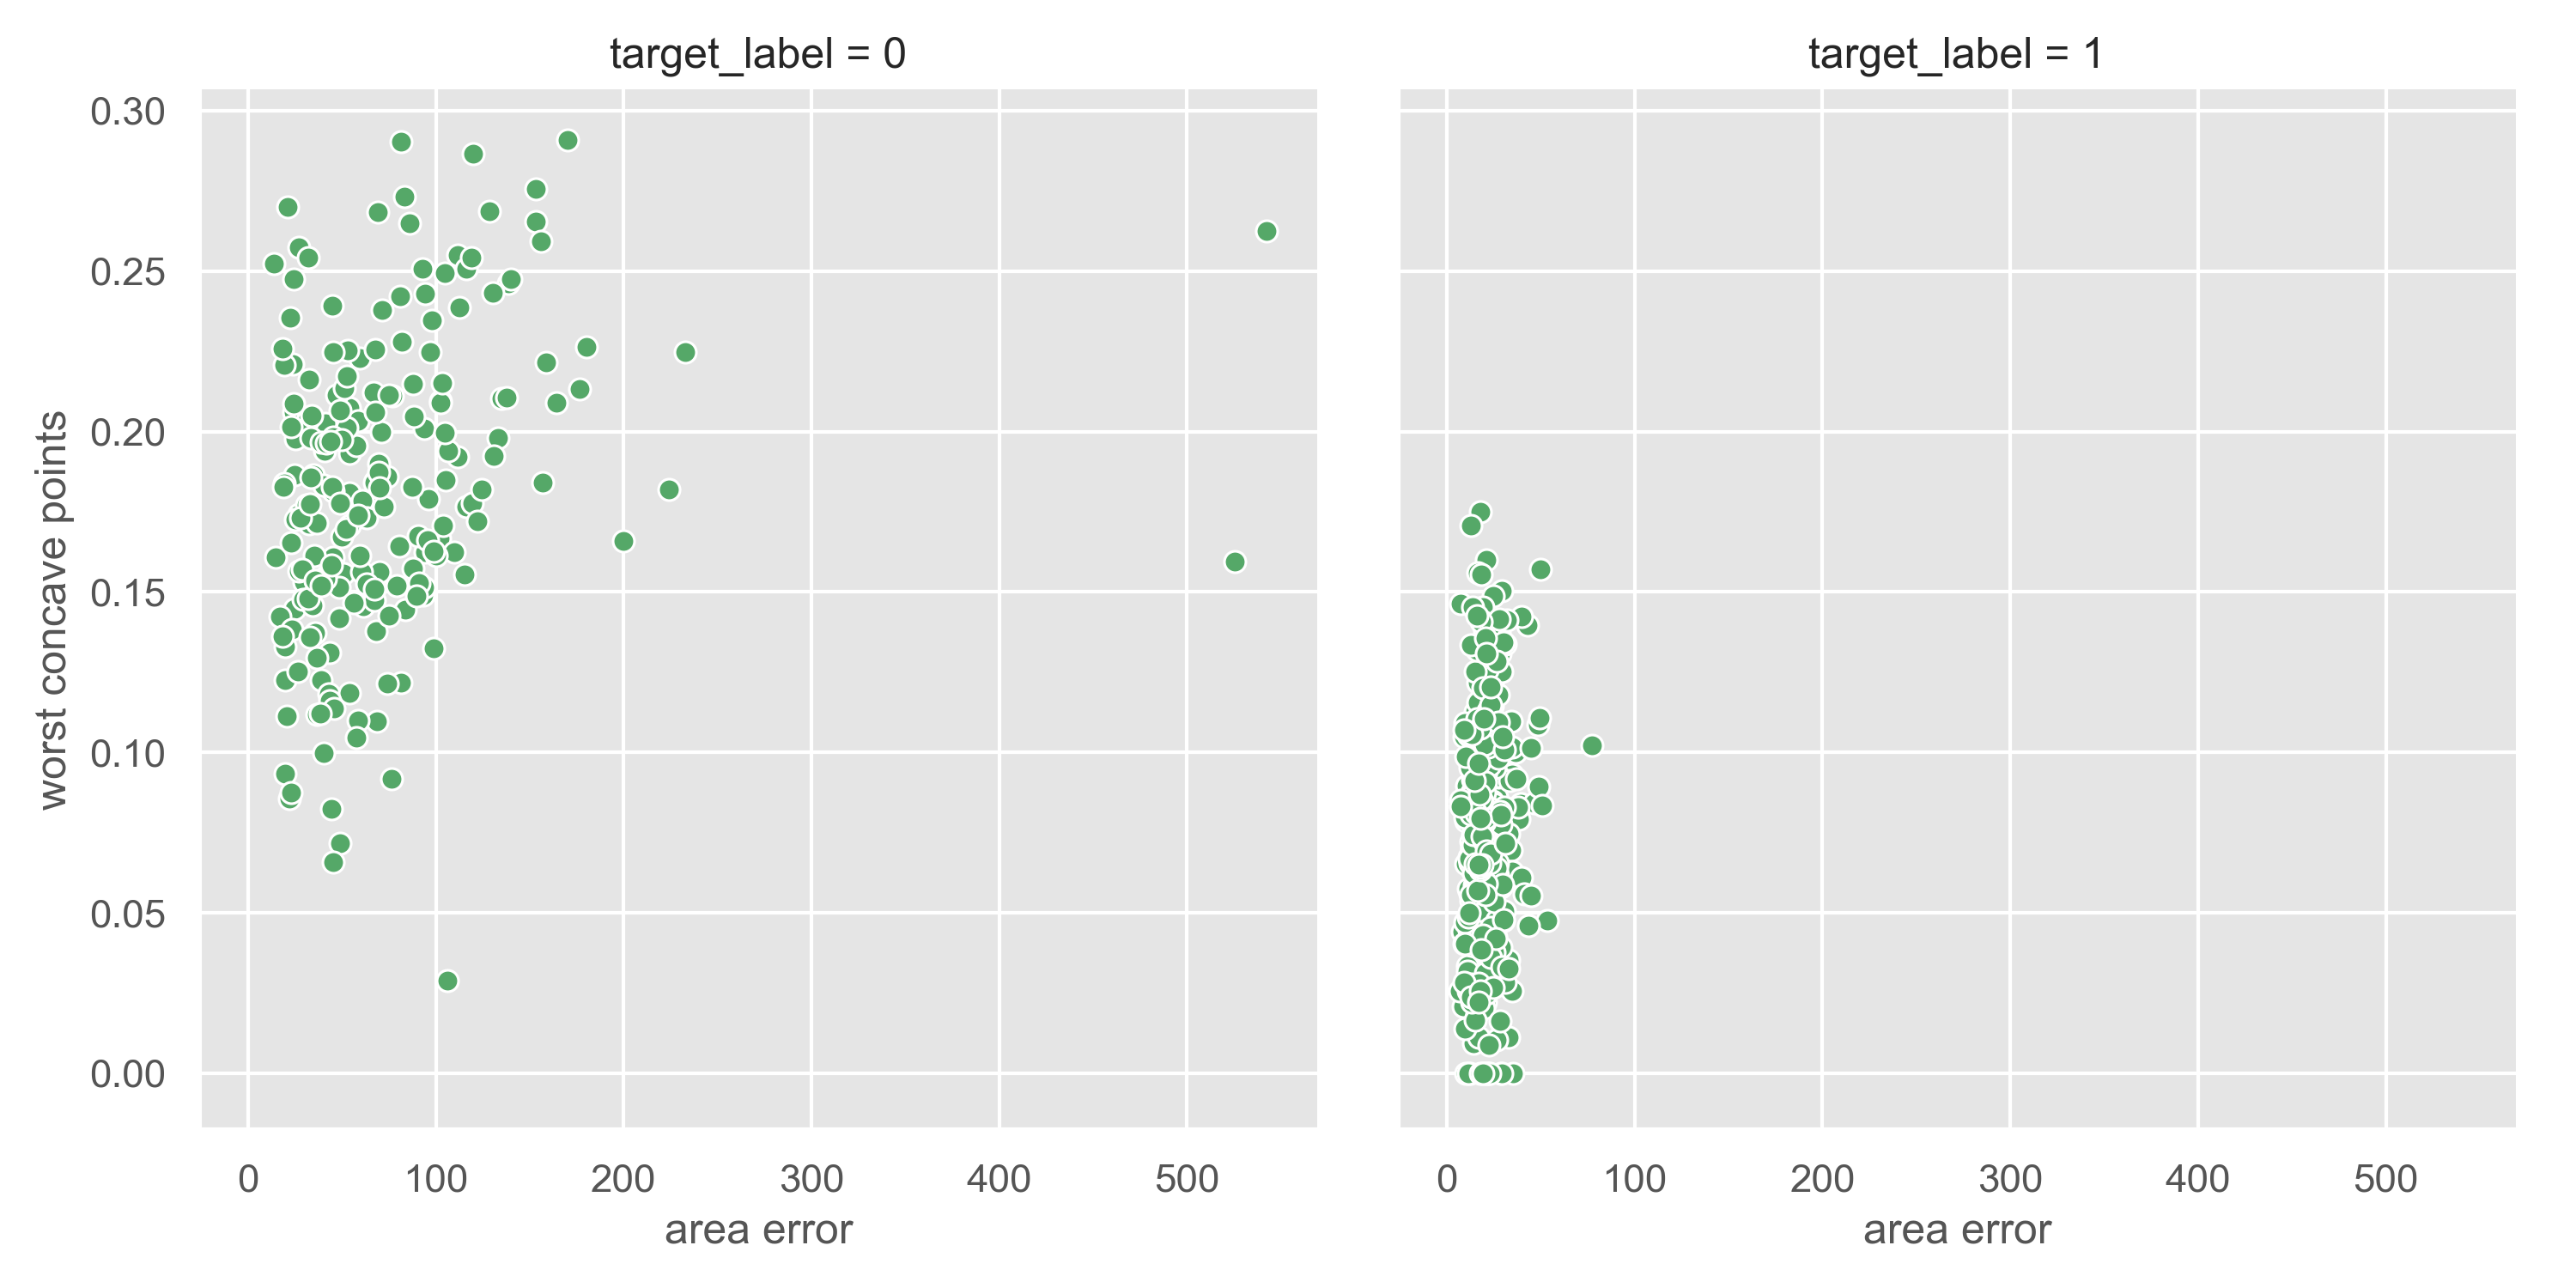 target_label = 0
target_label = 1
0.30
0.25
0.20
0.15
0.10
0.05
0.00
worst concave points
0 100 200 300 400 500
0 100 200 300 400 500
area error
area error